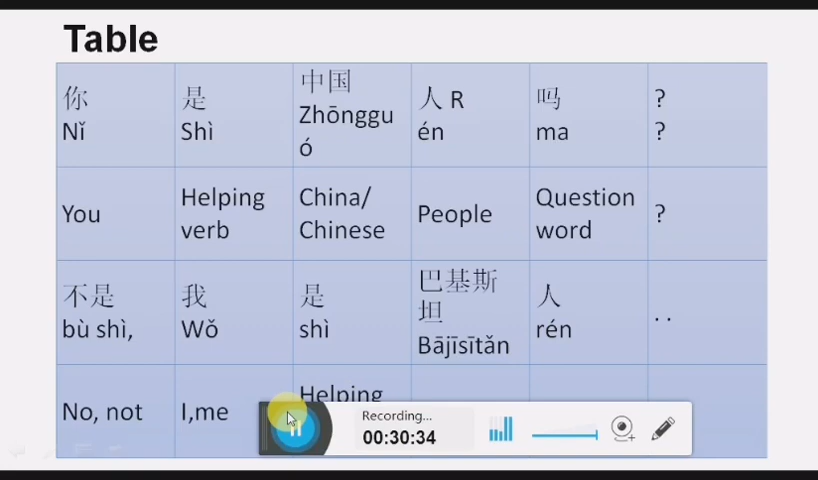 Table
你
Nǐ
是
Shì
中国
Zhōnggu
ó
人 R
én
吗
ma
?
?
You
Helping
verb
China/
Chinese
People
Question
word
?
不是
bù shì,
我
Wǒ
是
shì
巴基斯
坦
Bājīsītǎn
人
rén
. .
No, not
I,me
Helping
Recording...
00:30:34